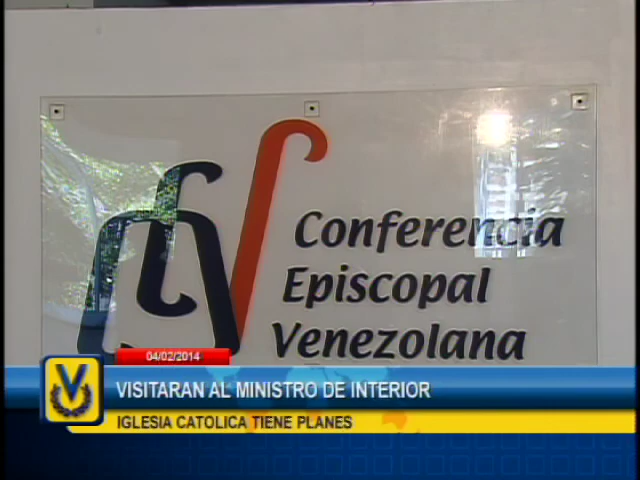 Conferencia
Episcopal
Venezolana
04/02/2014
VISITARAN AL MINISTRO DE INTERIOR
IGLESIA CATOLICA TIENE PLANES